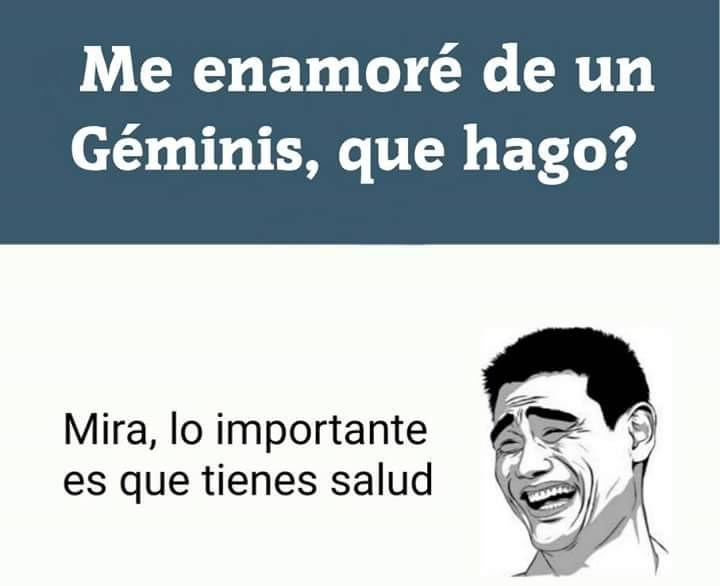 Me enamoré de un
Géminis, que hago?
Mira, lo importante
es que tienes salud